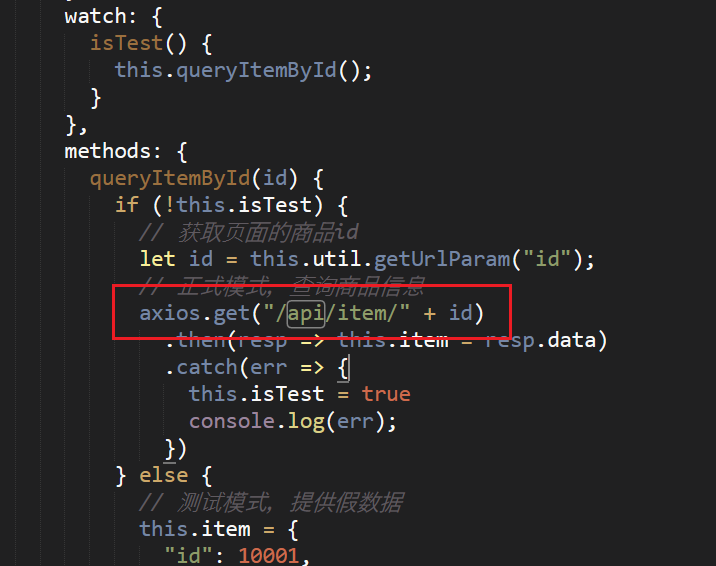 watch: {
isTest() {
this.queryItemById();
}
},
methods: {
queryItemById(id) {
if (!this.isTest) {
// 获取页面的商品id
let id = this.util.getUrlParam("id");
// 正式模式，查询商品信息
axios.get("/api/item/" + id)
.then(resp => this.item = resp.data)
.catch(err => {
this.isTest = true
console.log(err);
})
} else {
// 测试模式，提供假数据
this.item = {
"id": 10001,